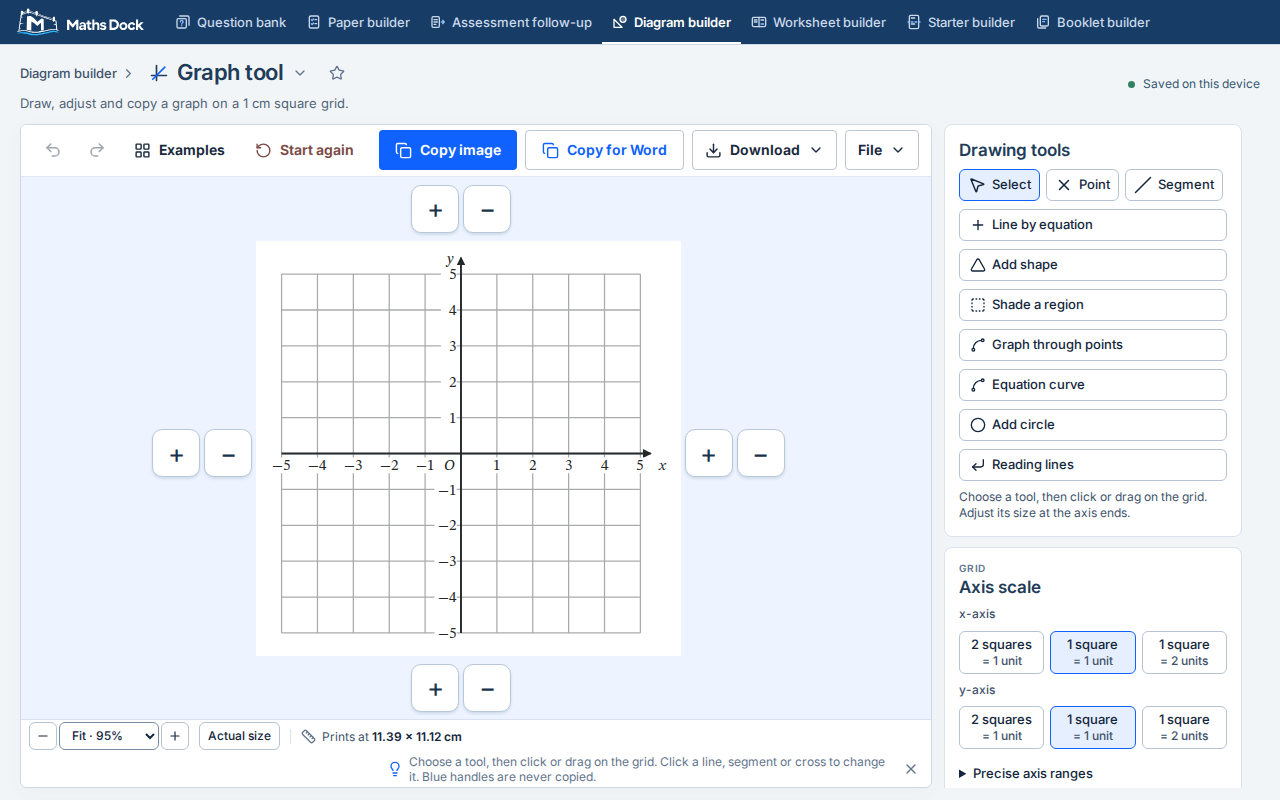 Maths Dock
Question bank
Paper builder
Assessment follow-up
Diagram builder
Worksheet builder
Starter builder
Booklet builder
Diagram builder
Graph tool
Saved on this device
Draw, adjust and copy a graph on a 1 cm square grid.
Examples
Start again
Copy image
Copy for Word
Download
File
+ −
y
5
4
3
2
1
+ −
−5 −4 −3 −2 −1 O 1 2 3 4 5 x
+ −
−1
−2
−3
−4
−5
+ −
− Fit · 95% +
Actual size
Prints at 11.39 × 11.12 cm
Choose a tool, then click or drag on the grid. Click a line, segment or cross to change
it. Blue handles are never copied.
Drawing tools
Select
Point
Segment
Line by equation
Add shape
Shade a region
Graph through points
Equation curve
Add circle
Reading lines
Choose a tool, then click or drag on the grid.
Adjust its size at the axis ends.
GRID
Axis scale
x-axis
2 squares
= 1 unit
1 square
= 1 unit
1 square
= 2 units
y-axis
2 squares
= 1 unit
1 square
= 1 unit
1 square
= 2 units
Precise axis ranges